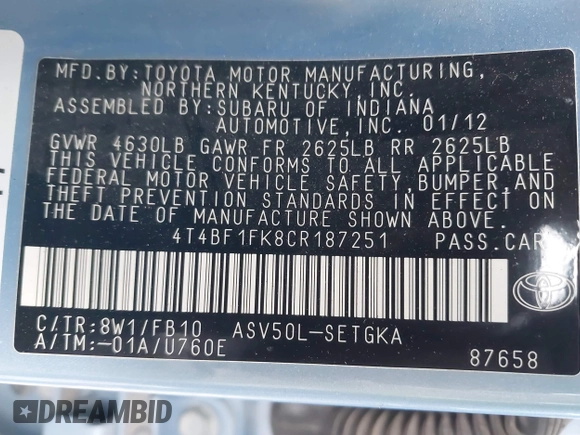 MFD.BY:TOYOTA MOTOR MANUFACTURING,
NORTHERN KENTUCKY,INC.
ASSEMBLED BY:SUBARU OF INDIANA
AUTOMOTIVE,INC. 01/12
GVWR 4630LB GAWR FR 2625LB RR 2625LB
THIS VEHICLE CONFORMS TO ALL APPLICABLE
FEDERAL MOTOR VEHICLE SAFETY,BUMPER,AND
THEFT PREVENTION STANDARDS IN EFFECT ON
THE DATE OF MANUFACTURE SHOWN ABOVE.
4T4BF1FK8CR187251 PASS.CAR
C/TR:8W1/FB10 ASV50L-SETGKA
A/TM:-01A/U760E 87658
DREAMBID